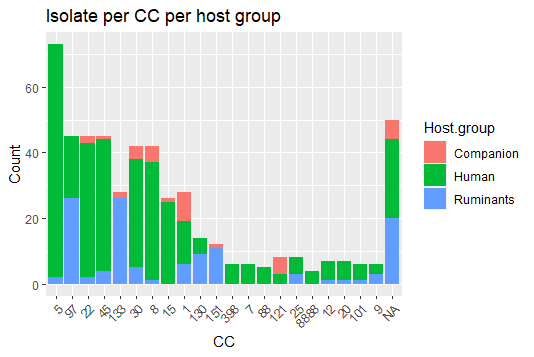 Isolate per CC per host group
60
40
20
0
Count
5 97 22 45 133 30 8 15 1 130 151 398 7 88 121 25 8888 12 20 101 9 NA
CC
Host.group
Companion
Human
Ruminants